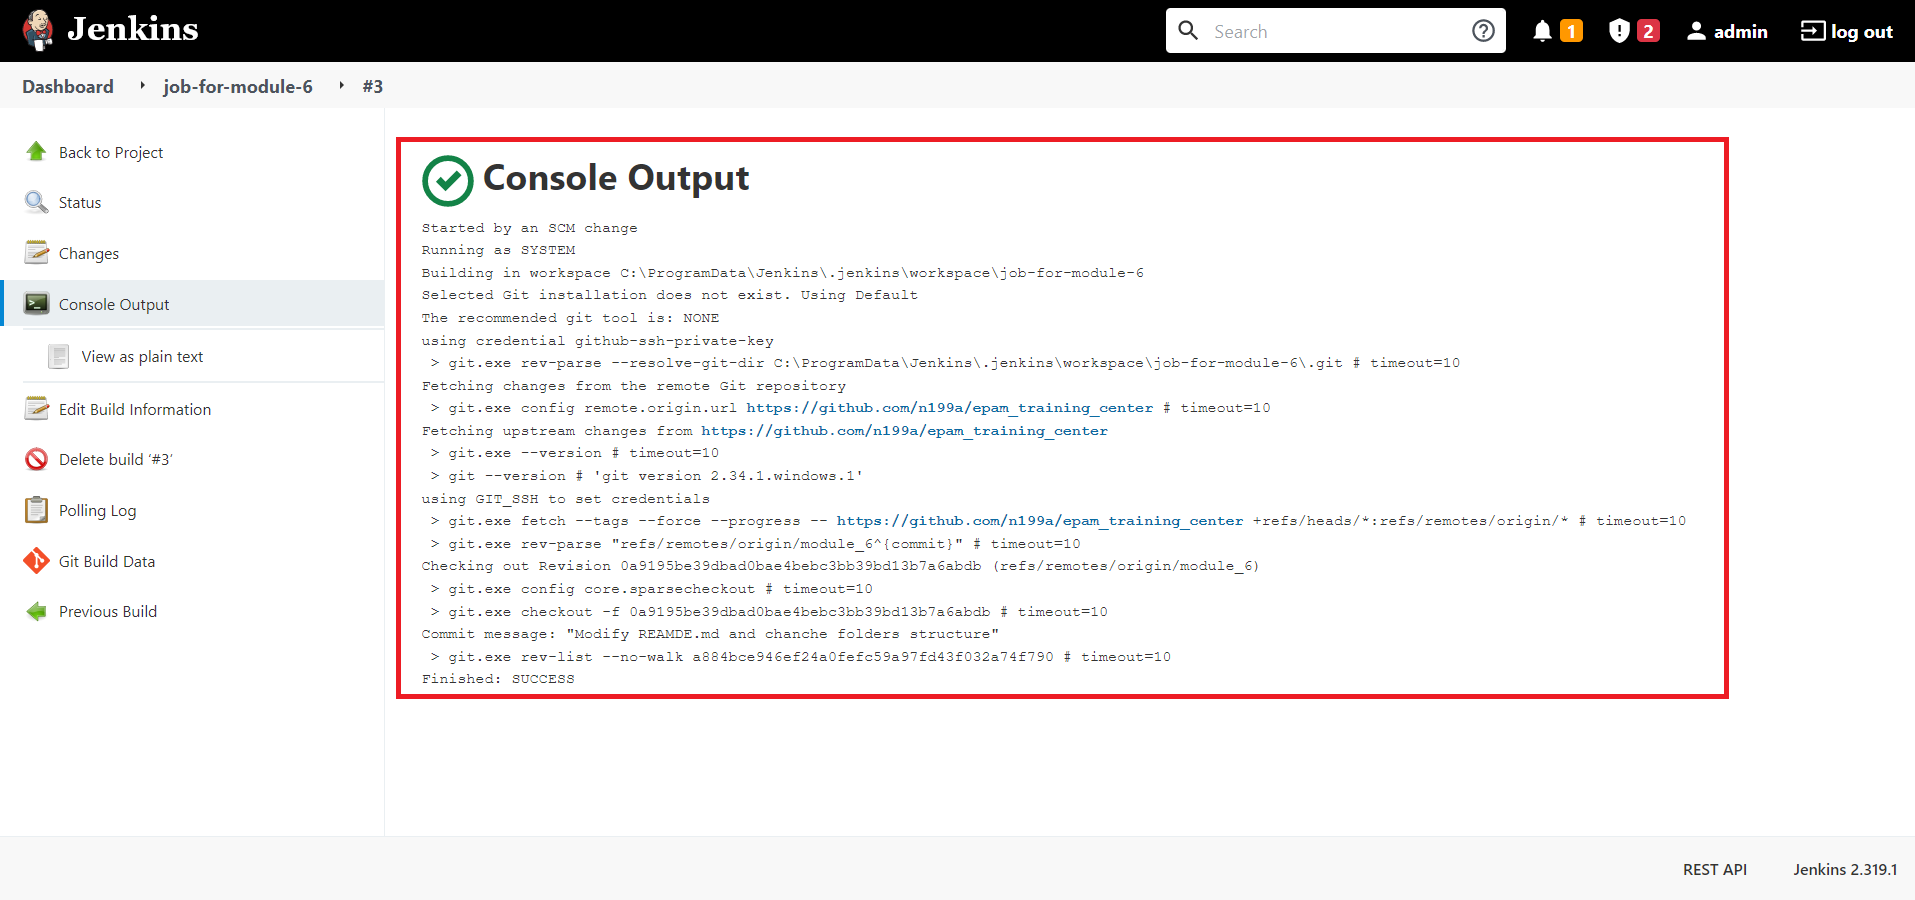 Jenkins
Search
1
2
admin
log out
Dashboard
job-for-module-6
#3
Back to Project
Status
Changes
Console Output
View as plain text
Edit Build Information
Delete build ‘#3’
Polling Log
Git Build Data
Previous Build
Console Output
Started by an SCM change
Running as SYSTEM
Building in workspace C:\ProgramData\Jenkins\.jenkins\workspace\job-for-module-6
Selected Git installation does not exist. Using Default
The recommended git tool is: NONE
using credential github-ssh-private-key
 > git.exe rev-parse --resolve-git-dir C:\ProgramData\Jenkins\.jenkins\workspace\job-for-module-6\.git # timeout=10
Fetching changes from the remote Git repository
 > git.exe config remote.origin.url https://github.com/n199a/epam_training_center # timeout=10
Fetching upstream changes from https://github.com/n199a/epam_training_center
 > git.exe --version # timeout=10
 > git --version # 'git version 2.34.1.windows.1'
using GIT_SSH to set credentials
 > git.exe fetch --tags --force --progress -- https://github.com/n199a/epam_training_center +refs/heads/*:refs/remotes/origin/* # timeout=10
 > git.exe rev-parse "refs/remotes/origin/module_6^{commit}" # timeout=10
Checking out Revision 0a9195be39dbad0bae4bebc3bb39bd13b7a6abdb (refs/remotes/origin/module_6)
 > git.exe config core.sparsecheckout # timeout=10
 > git.exe checkout -f 0a9195be39dbad0bae4bebc3bb39bd13b7a6abdb # timeout=10
Commit message: "Modify REAMDE.md and chanche folders structure"
 > git.exe rev-list --no-walk a884bce946ef24a0fefc59a97fd43f032a74f790 # timeout=10
Finished: SUCCESS
REST API
Jenkins 2.319.1